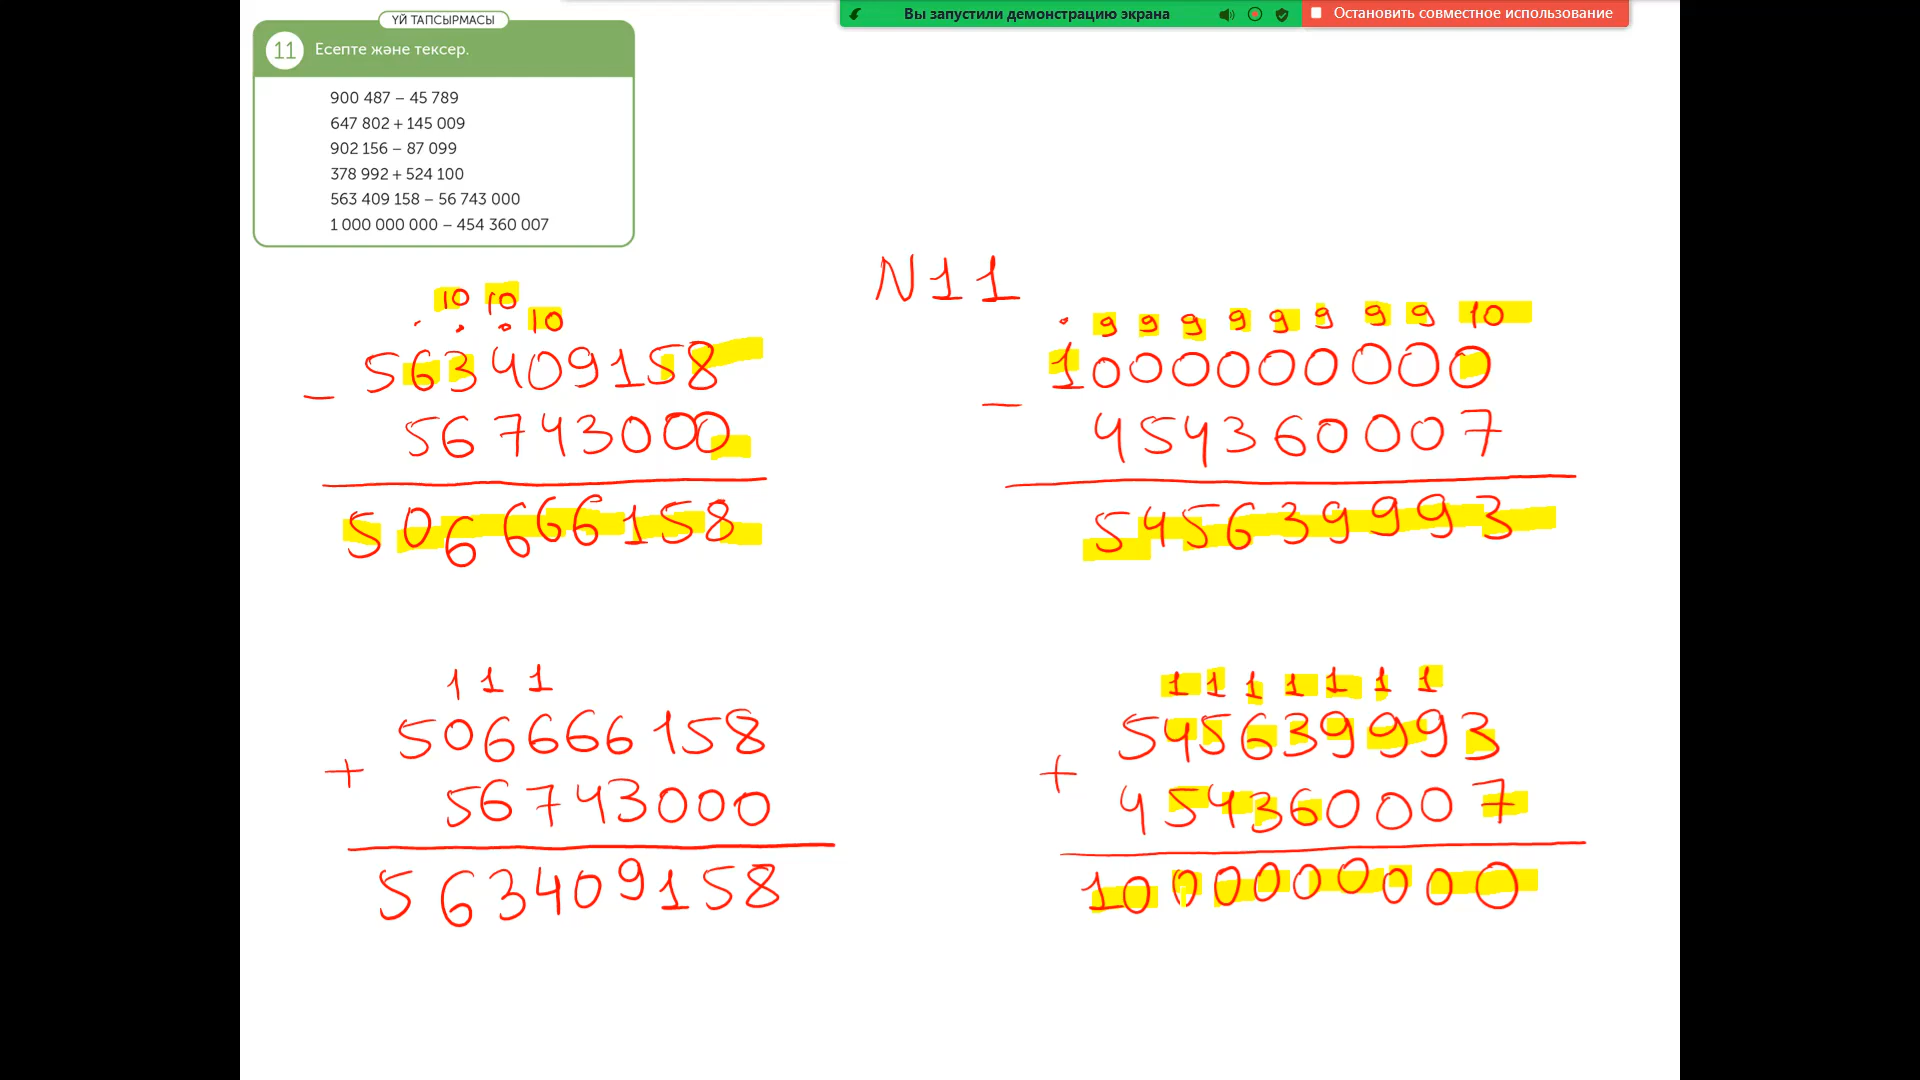 Вы запустили демонстрацию экрана
Остановить совместное использование
ҮЙ ТАПСЫРМАСЫ
11 Есепте және тексер.
900 487 – 45 789
647 802 + 145 009
902 156 – 87 099
378 992 + 524 100
563 409 158 – 56 743 000
1 000 000 000 – 454 360 007
N11
10 10 10
563409158
–
56743000
506666158
9 9 9 9 9 9 9 9 10
1000000000
–
454360007
545639993
1 1 1
506666158
+
56743000
563409158
1 1 1 1 1 1 1
545639993
+
454360007
1000000000